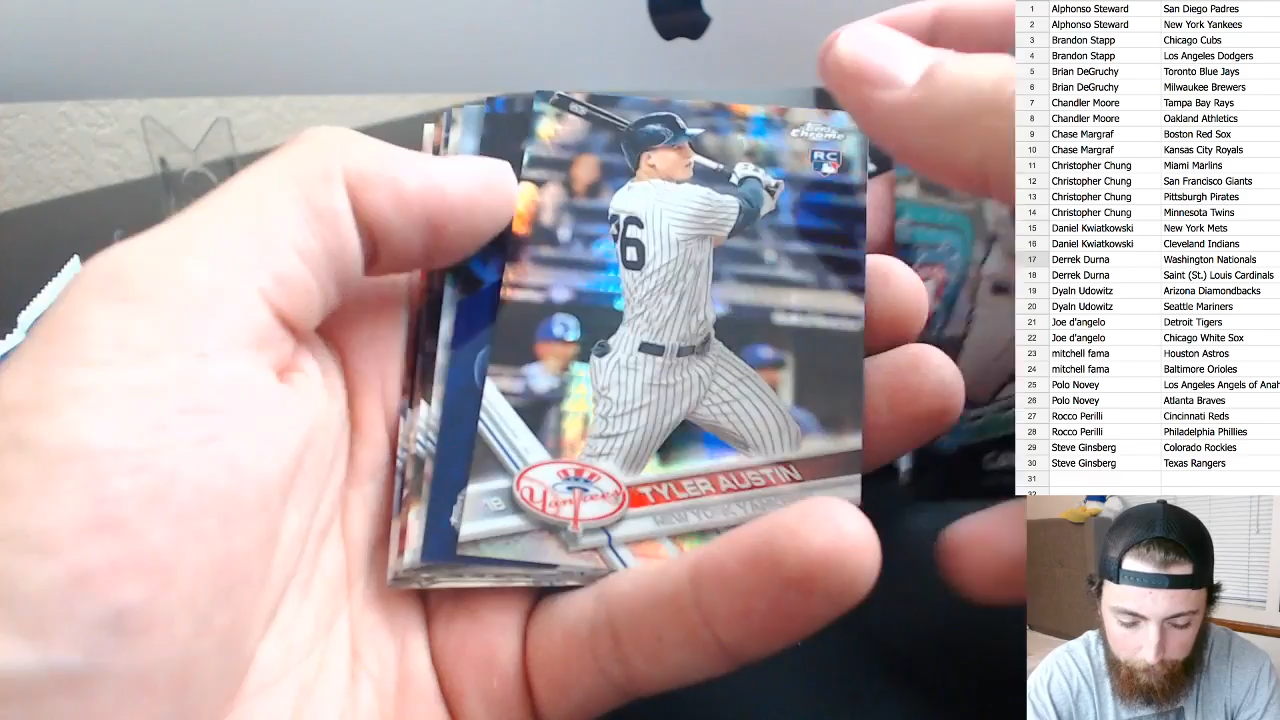 Topps
Chrome
RC
26
Yankees
TYLER AUSTIN
1B
1 Alphonso Steward San Diego Padres
2 Alphonso Steward New York Yankees
3 Brandon Stapp Chicago Cubs
4 Brandon Stapp Los Angeles Dodgers
5 Brian DeGruchy Toronto Blue Jays
6 Brian DeGruchy Milwaukee Brewers
7 Chandler Moore Tampa Bay Rays
8 Chandler Moore Oakland Athletics
9 Chase Margraf Boston Red Sox
10 Chase Margraf Kansas City Royals
11 Christopher Chung Miami Marlins
12 Christopher Chung San Francisco Giants
13 Christopher Chung Pittsburgh Pirates
14 Christopher Chung Minnesota Twins
15 Daniel Kwiatkowski New York Mets
16 Daniel Kwiatkowski Cleveland Indians
17 Derrek Durna Washington Nationals
18 Derrek Durna Saint (St.) Louis Cardinals
19 Dyaln Udowitz Arizona Diamondbacks
20 Dyaln Udowitz Seattle Mariners
21 Joe d'angelo Detroit Tigers
22 Joe d'angelo Chicago White Sox
23 mitchell fama Houston Astros
24 mitchell fama Baltimore Orioles
25 Polo Novey Los Angeles Angels of Ana
26 Polo Novey Atlanta Braves
27 Rocco Perilli Cincinnati Reds
28 Rocco Perilli Philadelphia Phillies
29 Steve Ginsberg Colorado Rockies
30 Steve Ginsberg Texas Rangers
31